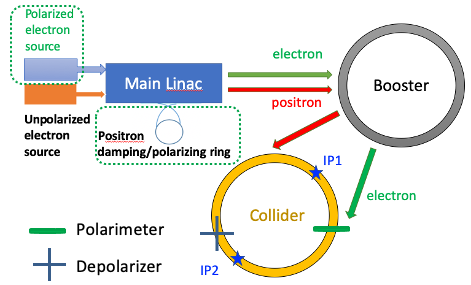 Polarized
electron
source
Main Linac
electron
positron
Booster
Unpolarized
electron
source
Positron
damping/polarizing ring
IP1
Collider
electron
Polarimeter
Depolarizer
IP2